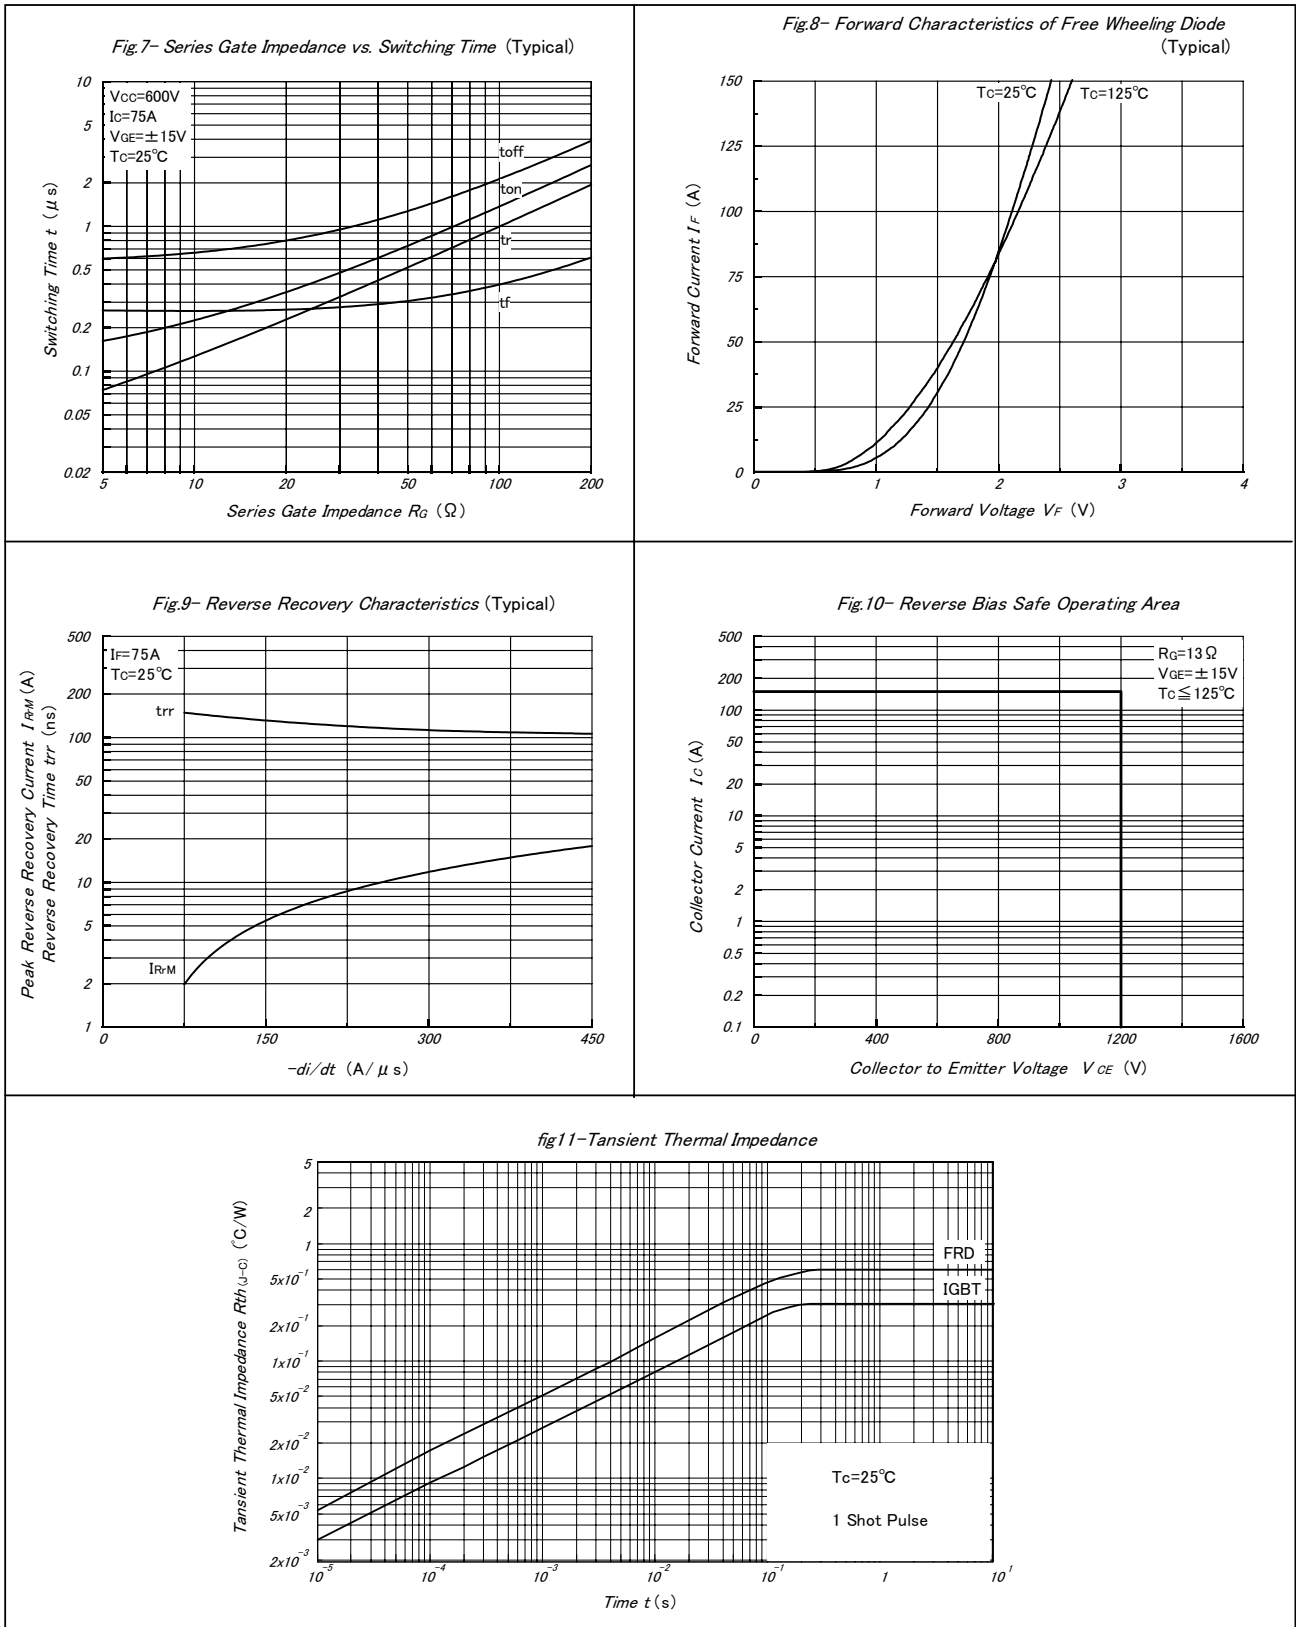 Fig.7- Series Gate Impedance vs. Switching Time (Typical)
10
5
2
1
0.5
0.2
0.1
0.05
0.02
Switching Time t (μs)
VCC=600V
IC=75A
VGE=±15V
TC=25℃
toff
ton
tr
tf
5
10
20
50
100
200
Series Gate Impedance RG (Ω)
Fig.8- Forward Characteristics of Free Wheeling Diode
(Typical)
150
125
100
75
50
25
0
Forward Current IF (A)
TC=25℃
TC=125℃
0
1
2
3
4
Forward Voltage VF (V)
Fig.9- Reverse Recovery Characteristics (Typical)
500
200
100
50
20
10
5
2
1
Peak Reverse Recovery Current IRrM (A)
Reverse Recovery Time trr (ns)
IF=75A
TC=25℃
trr
IRrM
0
150
300
450
-di/dt (A/μs)
Fig.10- Reverse Bias Safe Operating Area
500
200
100
50
20
10
5
2
1
0.5
0.2
0.1
Collector Current IC (A)
RG=13Ω
VGE=±15V
TC≦125℃
0
400
800
1200
1600
Collector to Emitter Voltage VCE (V)
fig11-Tansient Thermal Impedance
5
2
1
5x10⁻¹
2x10⁻¹
1x10⁻¹
5x10⁻²
2x10⁻²
1x10⁻²
5x10⁻³
2x10⁻³
Tansient Thermal Impedance Rth(J-C) (℃/W)
FRD
IGBT
Tc=25℃
1 Shot Pulse
10⁻⁵
10⁻⁴
10⁻³
10⁻²
10⁻¹
1
10¹
Time t (s)